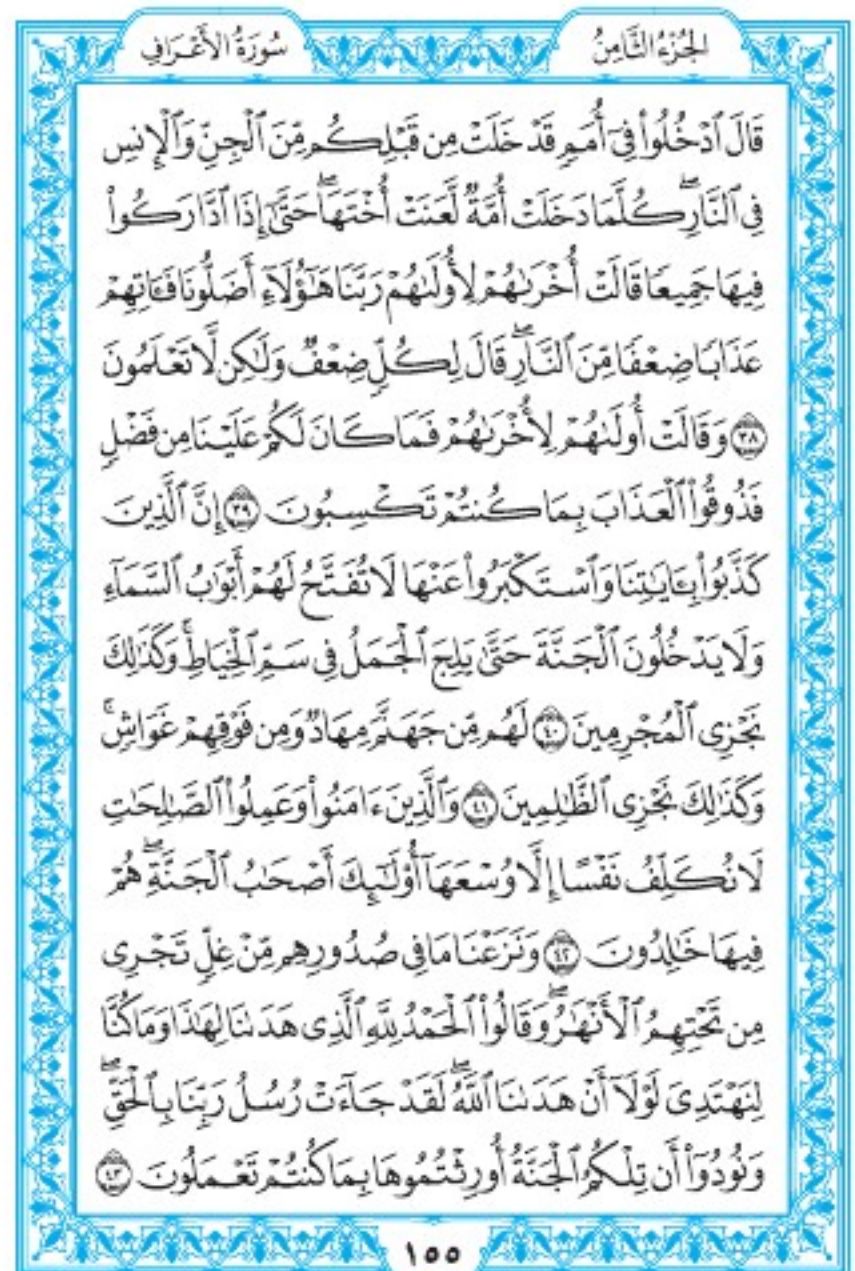 الجُزْءُ الثَّامِنُ
سُورَةُ الأَعْرَافِ
قَالَ ٱدۡخُلُواْ فِيٓ أُمَمٖ قَدۡ خَلَتۡ مِن قَبۡلِكُم مِّنَ ٱلۡجِنِّ وَٱلۡإِنسِ
فِي ٱلنَّارِۖ كُلَّمَا دَخَلَتۡ أُمَّةٞ لَّعَنَتۡ أُخۡتَهَاۖ حَتَّىٰٓ إِذَا ٱدَّارَكُواْ
فِيهَا جَمِيعٗا قَالَتۡ أُخۡرَىٰهُمۡ لِأُولَىٰهُمۡ رَبَّنَا هَٰٓؤُلَآءِ أَضَلُّونَا فَـَٔاتِهِمۡ
عَذَابٗا ضِعۡفٗا مِّنَ ٱلنَّارِۖ قَالَ لِكُلّٖ ضِعۡفٞ وَلَٰكِن لَّا تَعۡلَمُونَ
٣٨ وَقَالَتۡ أُولَىٰهُمۡ لِأُخۡرَىٰهُمۡ فَمَا كَانَ لَكُمۡ عَلَيۡنَا مِن فَضۡلٖ
فَذُوقُواْ ٱلۡعَذَابَ بِمَا كُنتُمۡ تَكۡسِبُونَ ٣٩ إِنَّ ٱلَّذِينَ
كَذَّبُواْ بِـَٔايَٰتِنَا وَٱسۡتَكۡبَرُواْ عَنۡهَا لَا تُفَتَّحُ لَهُمۡ أَبۡوَٰبُ ٱلسَّمَآءِ
وَلَا يَدۡخُلُونَ ٱلۡجَنَّةَ حَتَّىٰ يَلِجَ ٱلۡجَمَلُ فِي سَمِّ ٱلۡخِيَاطِۚ وَكَذَٰلِكَ
نَجۡزِي ٱلۡمُجۡرِمِينَ ٤٠ لَهُم مِّن جَهَنَّمَ مِهَادٞ وَمِن فَوۡقِهِمۡ غَوَاشٖۚ
وَكَذَٰلِكَ نَجۡزِي ٱلظَّٰلِمِينَ ٤١ وَٱلَّذِينَ ءَامَنُواْ وَعَمِلُواْ ٱلصَّٰلِحَٰتِ
لَا نُكَلِّفُ نَفۡسًا إِلَّا وُسۡعَهَآ أُوْلَٰٓئِكَ أَصۡحَٰبُ ٱلۡجَنَّةِۖ هُمۡ
فِيهَا خَٰلِدُونَ ٤٢ وَنَزَعۡنَا مَا فِي صُدُورِهِم مِّنۡ غِلّٖ تَجۡرِي
مِن تَحۡتِهِمُ ٱلۡأَنۡهَٰرُۖ وَقَالُواْ ٱلۡحَمۡدُ لِلَّهِ ٱلَّذِي هَدَىٰنَا لِهَٰذَا وَمَا كُنَّا
لِنَهۡتَدِيَ لَوۡلَآ أَنۡ هَدَىٰنَا ٱللَّهُۖ لَقَدۡ جَآءَتۡ رُسُلُ رَبِّنَا بِٱلۡحَقِّۖ
وَنُودُوٓاْ أَن تِلۡكُمُ ٱلۡجَنَّةُ أُورِثۡتُمُوهَا بِمَا كُنتُمۡ تَعۡمَلُونَ ٤٣
١٥٥